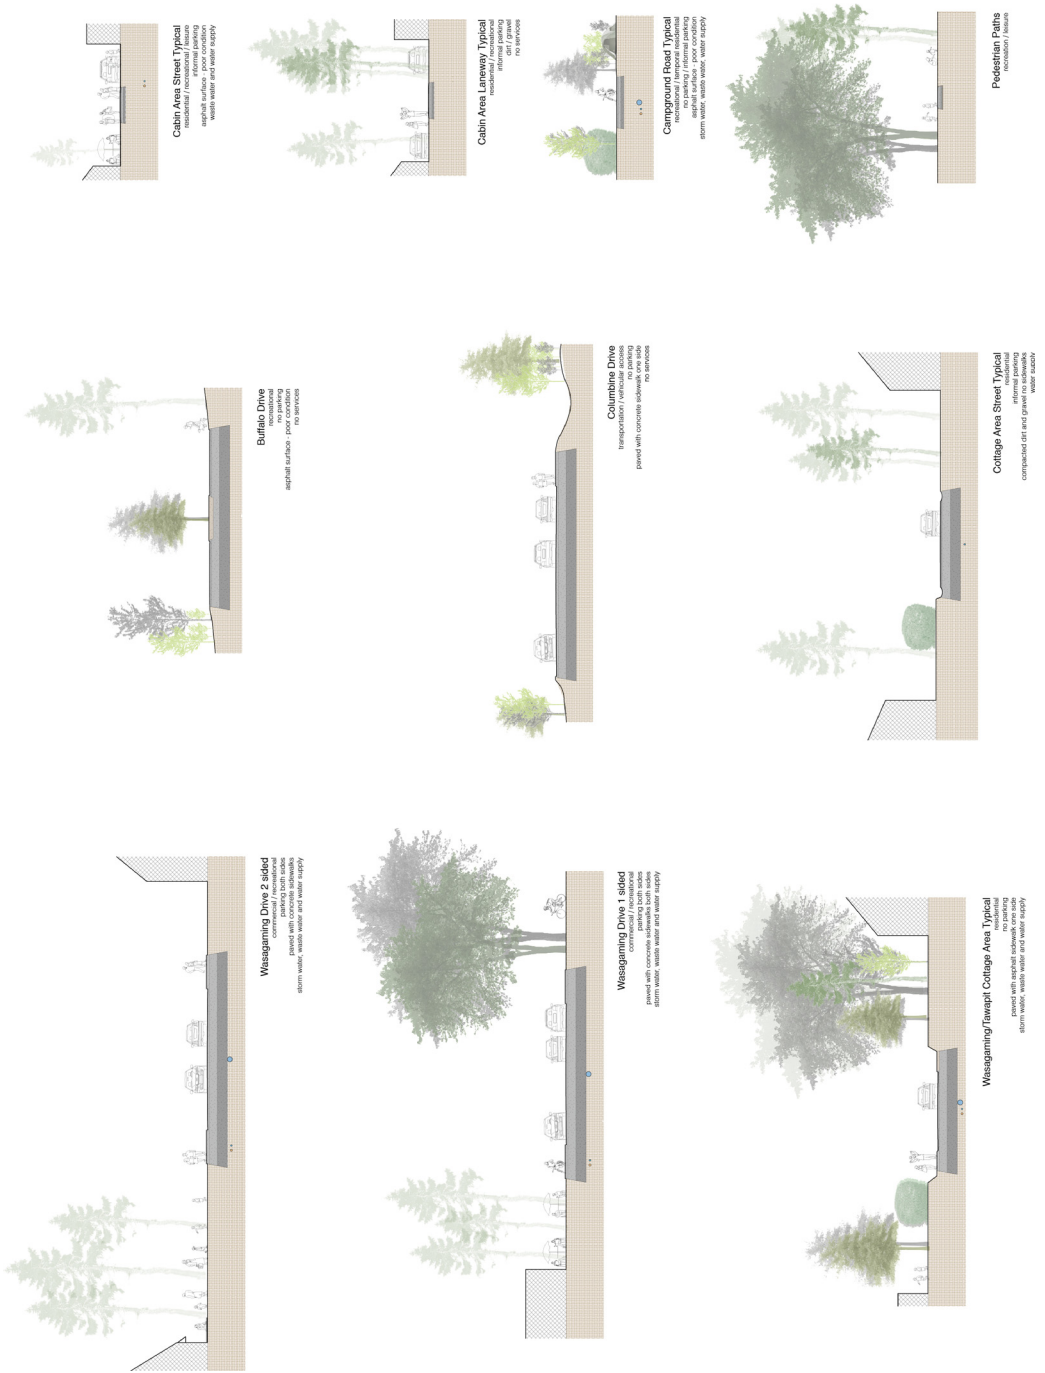 Wasagaming Drive 2 sided
commercial / recreational
parking both sides
paved with concrete sidewalks
storm water, waste water and water supply
Buffalo Drive
recreational
no parking
asphalt surface - poor condition
no services
Cabin Area Street Typical
residential / recreational / leisure
informal parking
asphalt surface - poor condition
waste water and water supply
Wasagaming Drive 1 sided
commercial / recreational
parking both sides
paved with concrete sidewalks both sides
storm water, waste water and water supply
Columbine Drive
transportation / vehicular access
no parking
paved with concrete sidewalk one side
no services
Cabin Area Laneway Typical
residential / recreational
informal parking
dirt / gravel
no services
Campground Road Typical
recreational / temporal residential
no parking / informal parking
asphalt surface - poor condition
storm water, waste water, water supply
Wasagaming/Tawapit Cottage Area Typical
residential
no parking
paved with asphalt sidewalk one side
storm water, waste water and water supply
Cottage Area Street Typical
residential
informal parking
compacted dirt and gravel no sidewalks
water supply
Pedestrian Paths
recreation / leisure